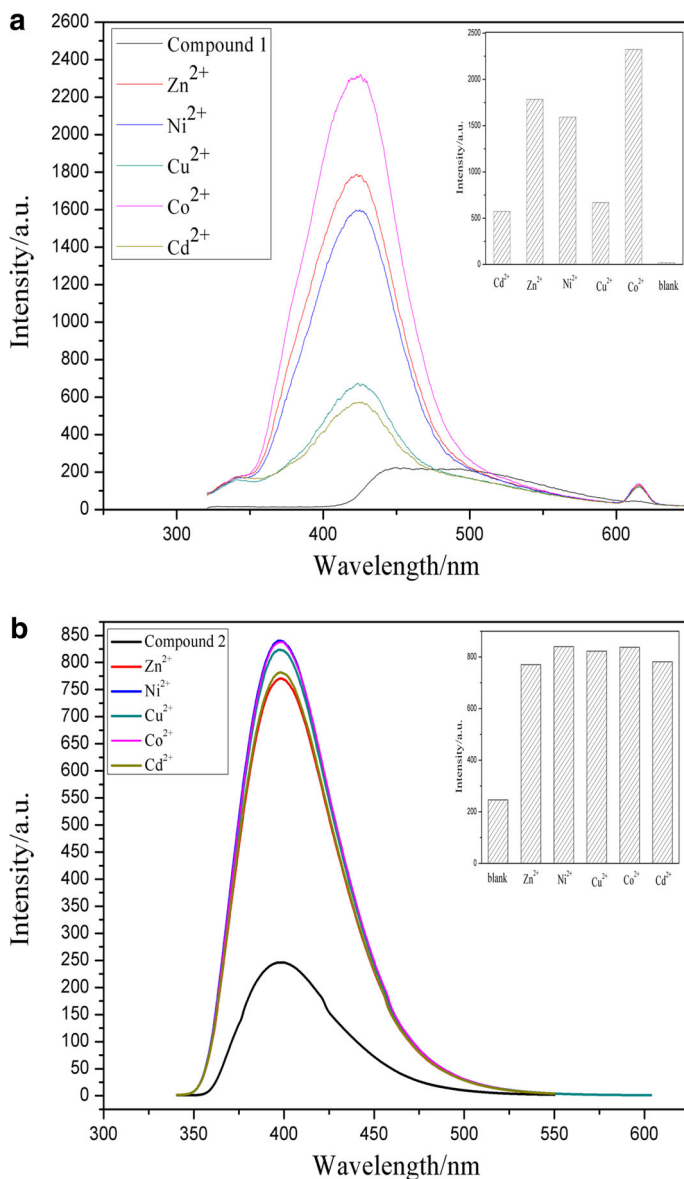 a
2600
2400
2200
2000
1800
1600
1400
1200
1000
800
600
400
200
0
Intensity/a.u.
Compound 1
Zn2+
Ni2+
Cu2+
Co2+
Cd2+
2500
2000
1500
1000
500
0
Intensity/a.u.
Cd2+ Zn2+ Ni2+ Cu2+ Co2+ blank
300 400 500 600
Wavelength/nm
b
850
800
750
700
650
600
550
500
450
400
350
300
250
200
150
100
50
0
Intensity/a.u.
Compound 2
Zn2+
Ni2+
Cu2+
Co2+
Cd2+
800
600
400
200
0
Intensity/a.u.
blank Zn2+ Ni2+ Cu2+ Co2+ Cd2+
300 350 400 450 500 550 600
Wavelength/nm